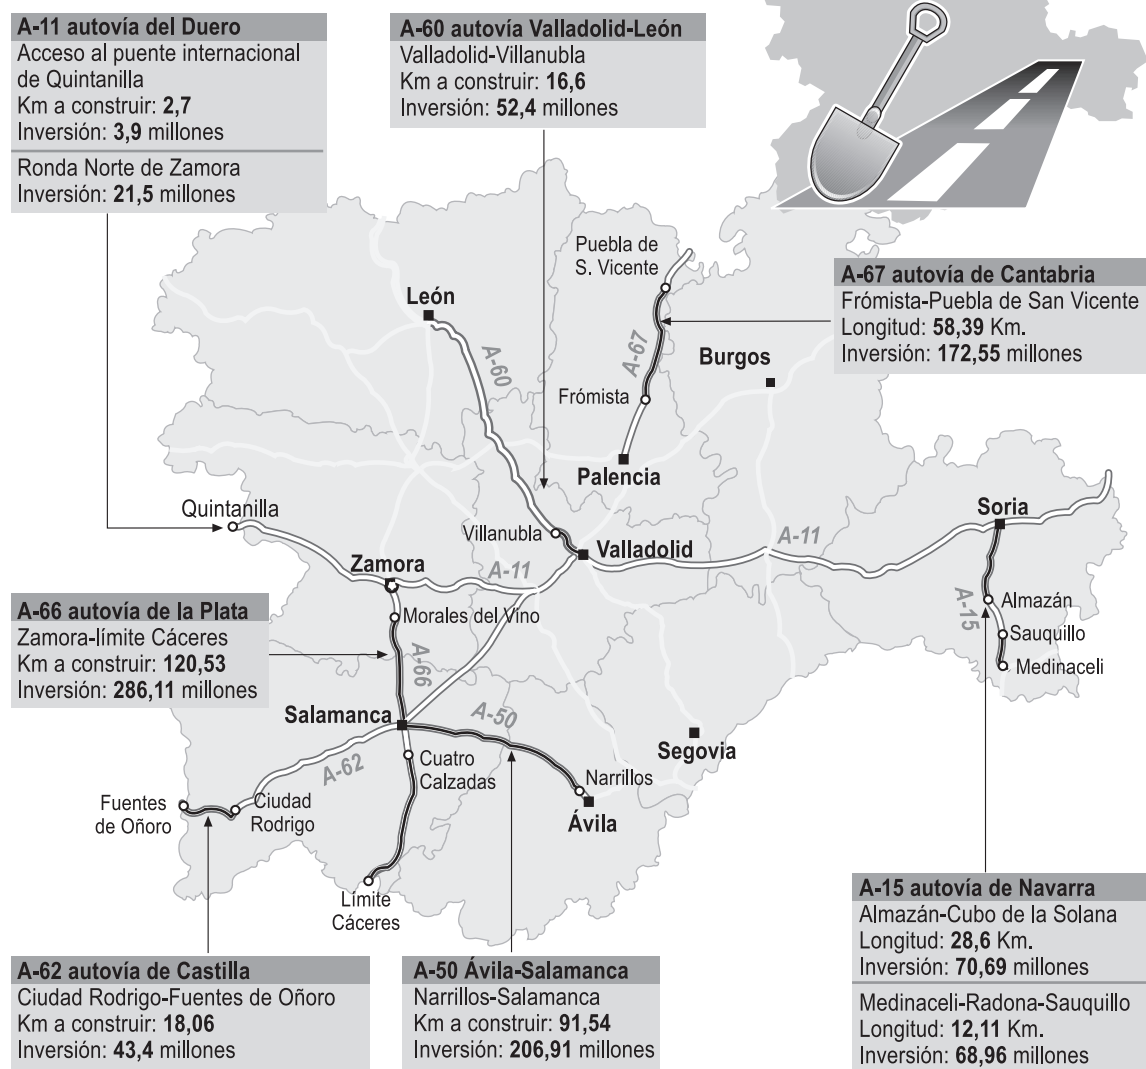 A-11 autovía del Duero
Acceso al puente internacional
de Quintanilla
Km a construir: 2,7
Inversión: 3,9 millones
Ronda Norte de Zamora
Inversión: 21,5 millones
A-60 autovía Valladolid-León
Valladolid-Villanubla
Km a construir: 16,6
Inversión: 52,4 millones
A-67 autovía de Cantabria
Frómista-Puebla de San Vicente
Longitud: 58,39 Km.
Inversión: 172,55 millones
Puebla de
S. Vicente
León
A-60
A-67
Burgos
Frómista
Palencia
Quintanilla
Villanubla
Valladolid
A-11
Soria
Zamora
A-11
Morales del Vino
A-15
Almazán
Sauquillo
Medinaceli
A-66 autovía de la Plata
Zamora-límite Cáceres
Km a construir: 120,53
Inversión: 286,11 millones
A-66
Salamanca
A-50
Segovia
A-62
Cuatro
Calzadas
Narrillos
Ávila
Fuentes
de Oñoro
Ciudad
Rodrigo
Límite
Cáceres
A-62 autovía de Castilla
Ciudad Rodrigo-Fuentes de Oñoro
Km a construir: 18,06
Inversión: 43,4 millones
A-50 Ávila-Salamanca
Narrillos-Salamanca
Km a construir: 91,54
Inversión: 206,91 millones
A-15 autovía de Navarra
Almazán-Cubo de la Solana
Longitud: 28,6 Km.
Inversión: 70,69 millones
Medinaceli-Radona-Sauquillo
Longitud: 12,11 Km.
Inversión: 68,96 millones